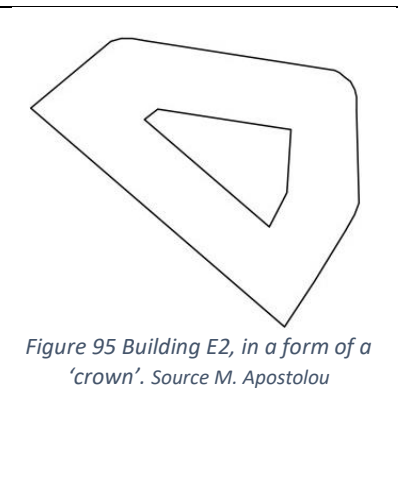 Figure 95 Building E2, in a form of a
‘crown’. Source M. Apostolou